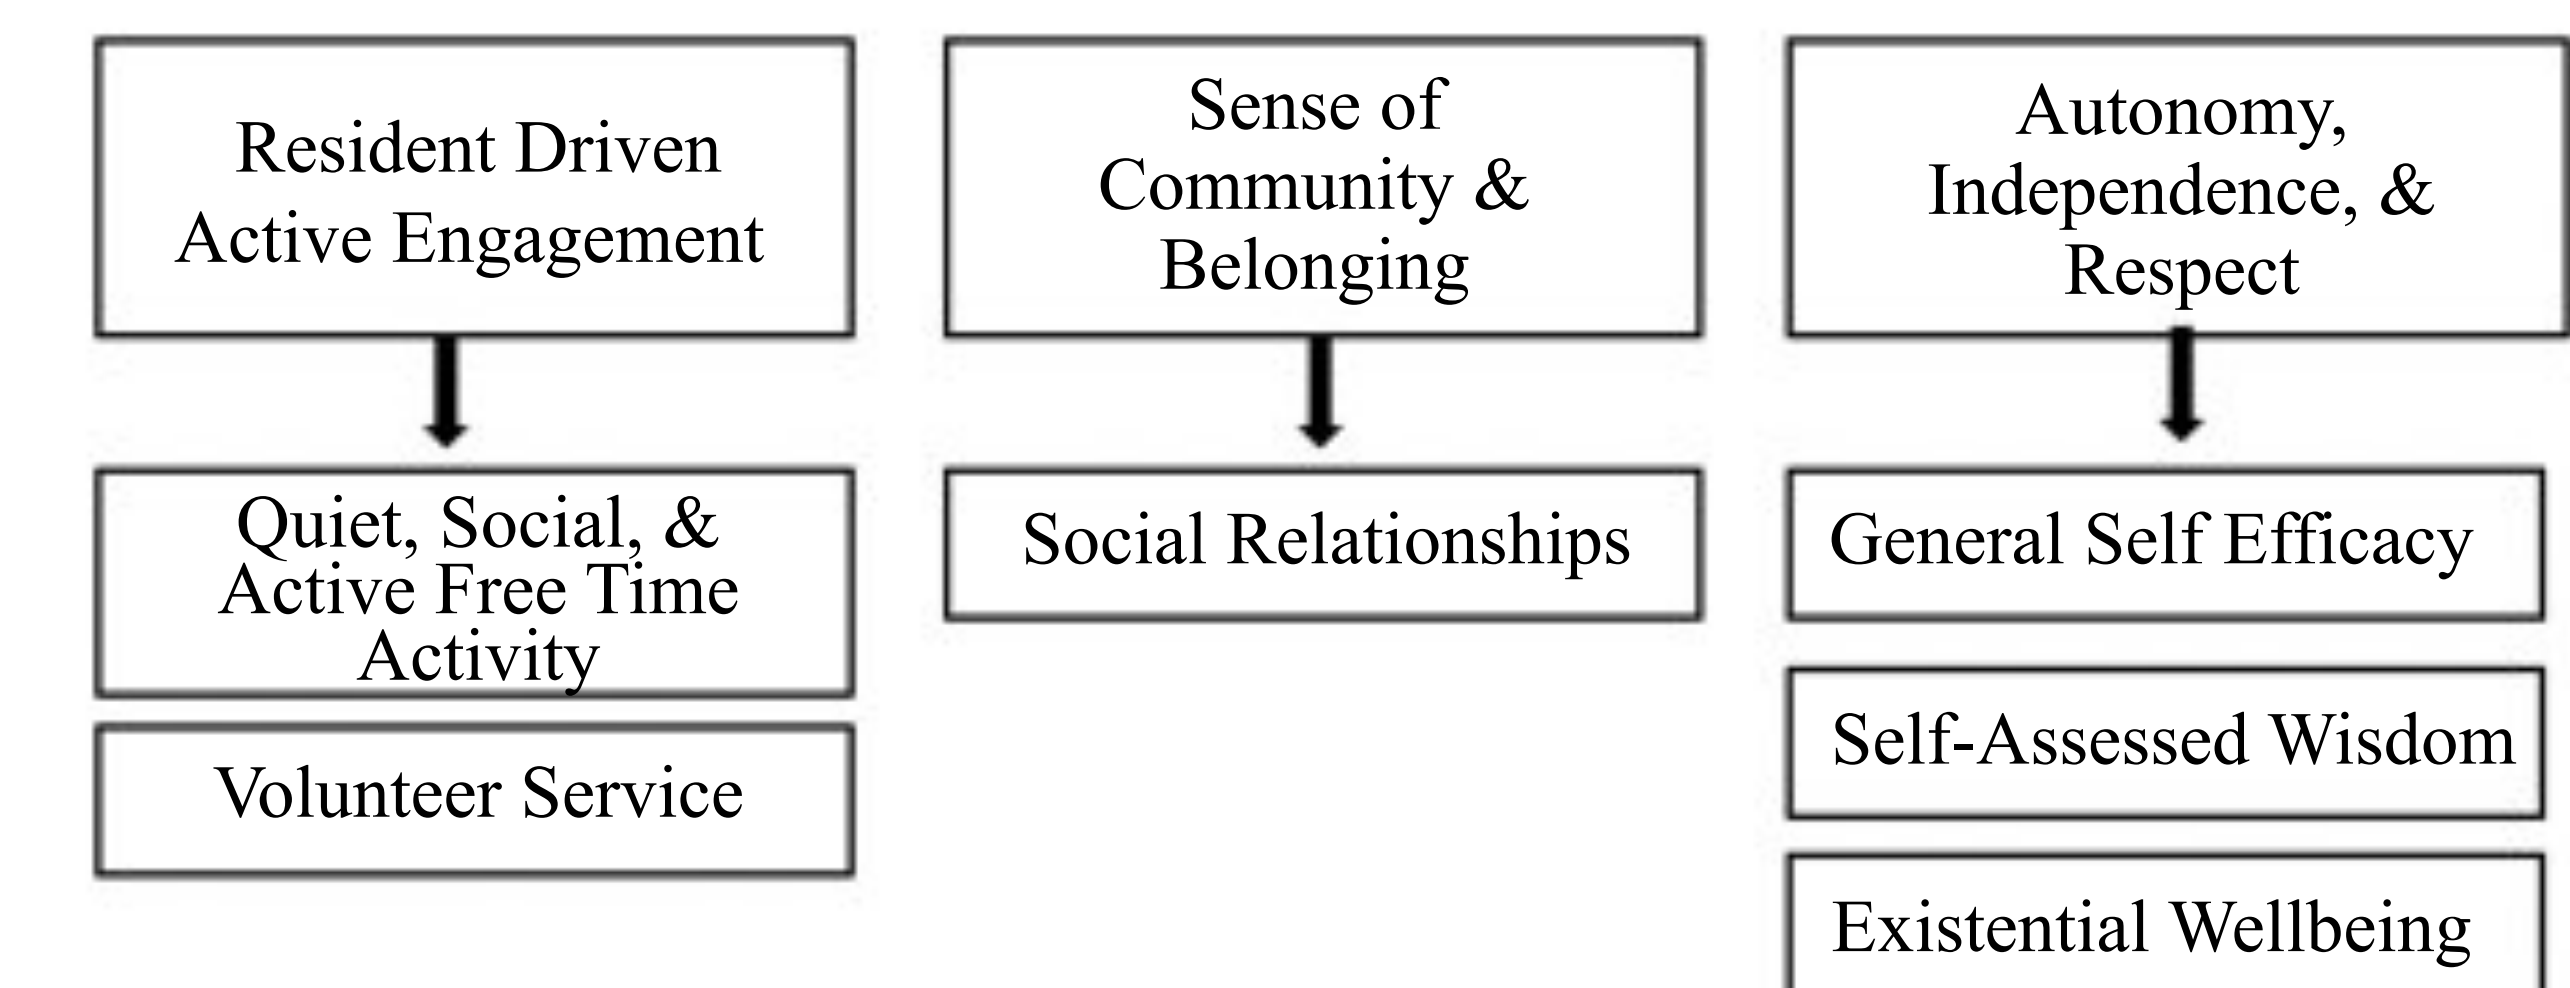 Resident Driven
Active Engagement
Sense of
Community &
Belonging
Autonomy,
Independence, &
Respect
Quiet, Social, &
Active Free Time
Activity
Volunteer Service
Social Relationships
General Self Efficacy
Self-Assessed Wisdom
Existential Wellbeing